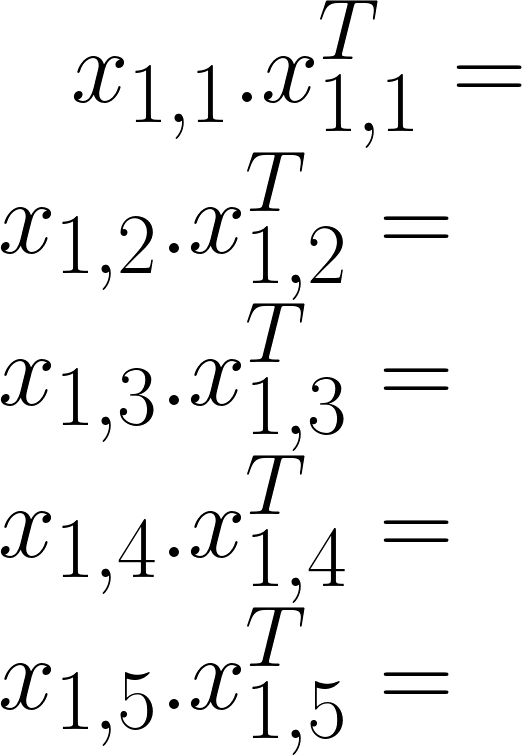 x_{1,1}.x_{1,1}^T =
x_{1,2}.x_{1,2}^T =
x_{1,3}.x_{1,3}^T =
x_{1,4}.x_{1,4}^T =
x_{1,5}.x_{1,5}^T =